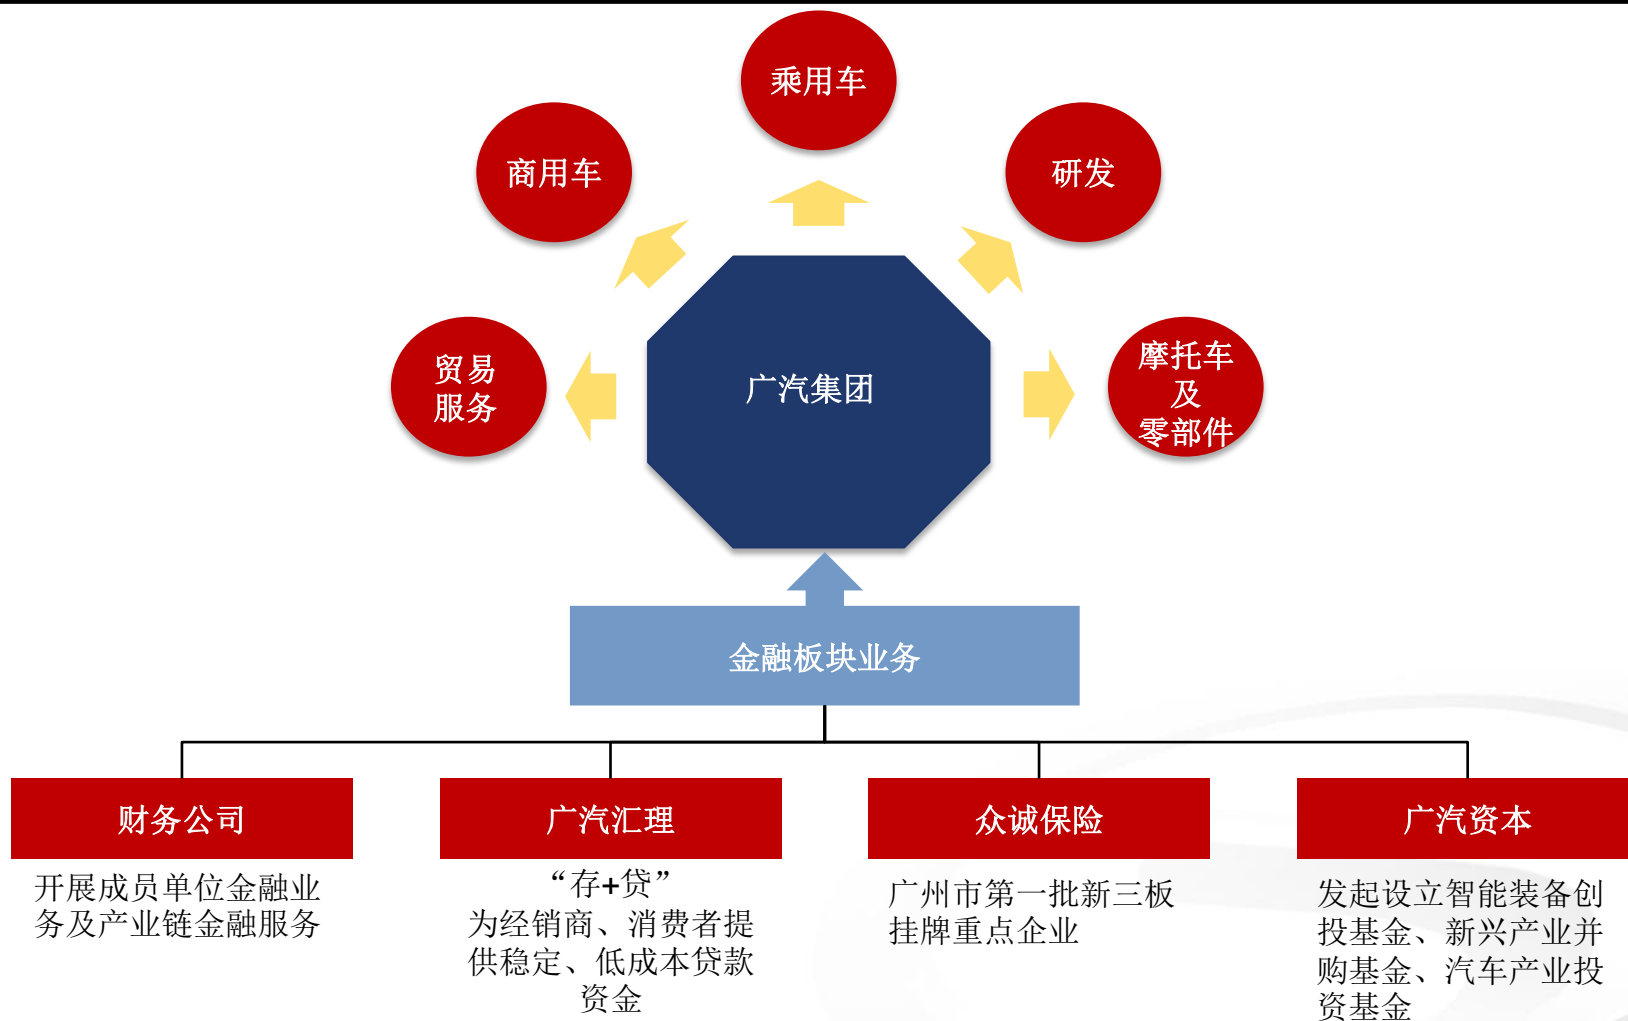 乘用车
商用车
研发
贸易
服务
广汽集团
摩托车
及
零部件
金融板块业务
财务公司
开展成员单位金融业
务及产业链金融服务
广汽汇理
“存+贷”
为经销商、消费者提
供稳定、低成本贷款
资金
众诚保险
广州市第一批新三板
挂牌重点企业
广汽资本
发起设立智能装备创
投基金、新兴产业并
购基金、汽车产业投
资基金